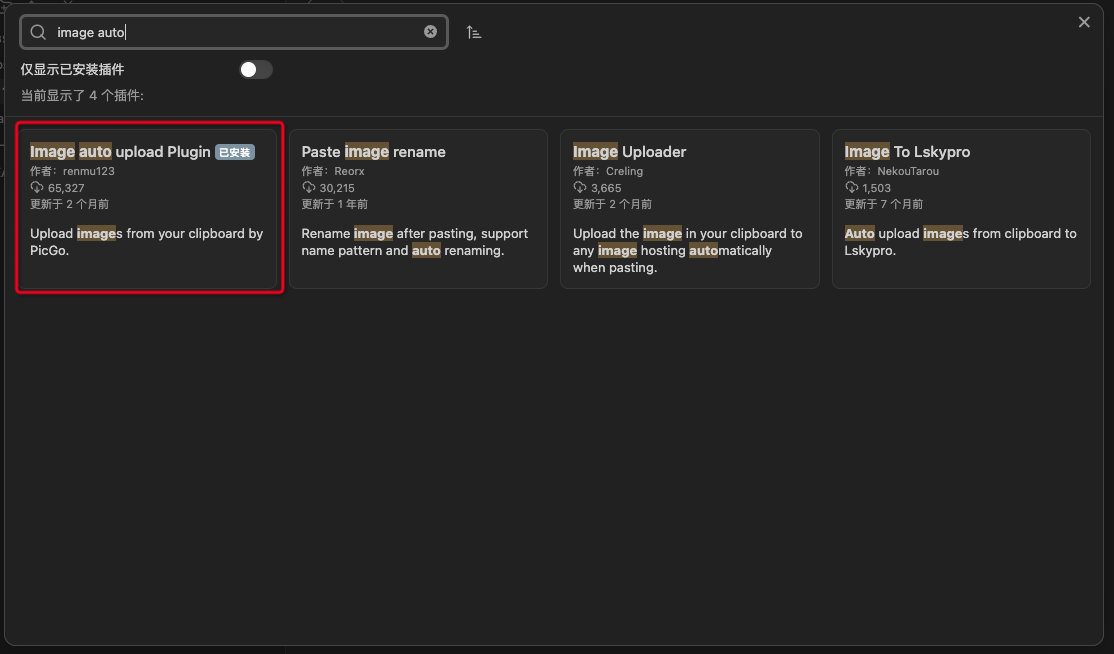 image auto
仅显示已安装插件
当前显示了 4 个插件:
Image auto upload Plugin 已安装
作者：renmu123
65,327
更新于 2 个月前
Upload images from your clipboard by
PicGo.
Paste image rename
作者：Reorx
30,215
更新于 1 年前
Rename image after pasting, support
name pattern and auto renaming.
Image Uploader
作者：Creling
3,665
更新于 2 个月前
Upload the image in your clipboard to
any image hosting automatically
when pasting.
Image To Lskypro
作者：NekouTarou
1,503
更新于 7 个月前
Auto upload images from clipboard to
Lskypro.